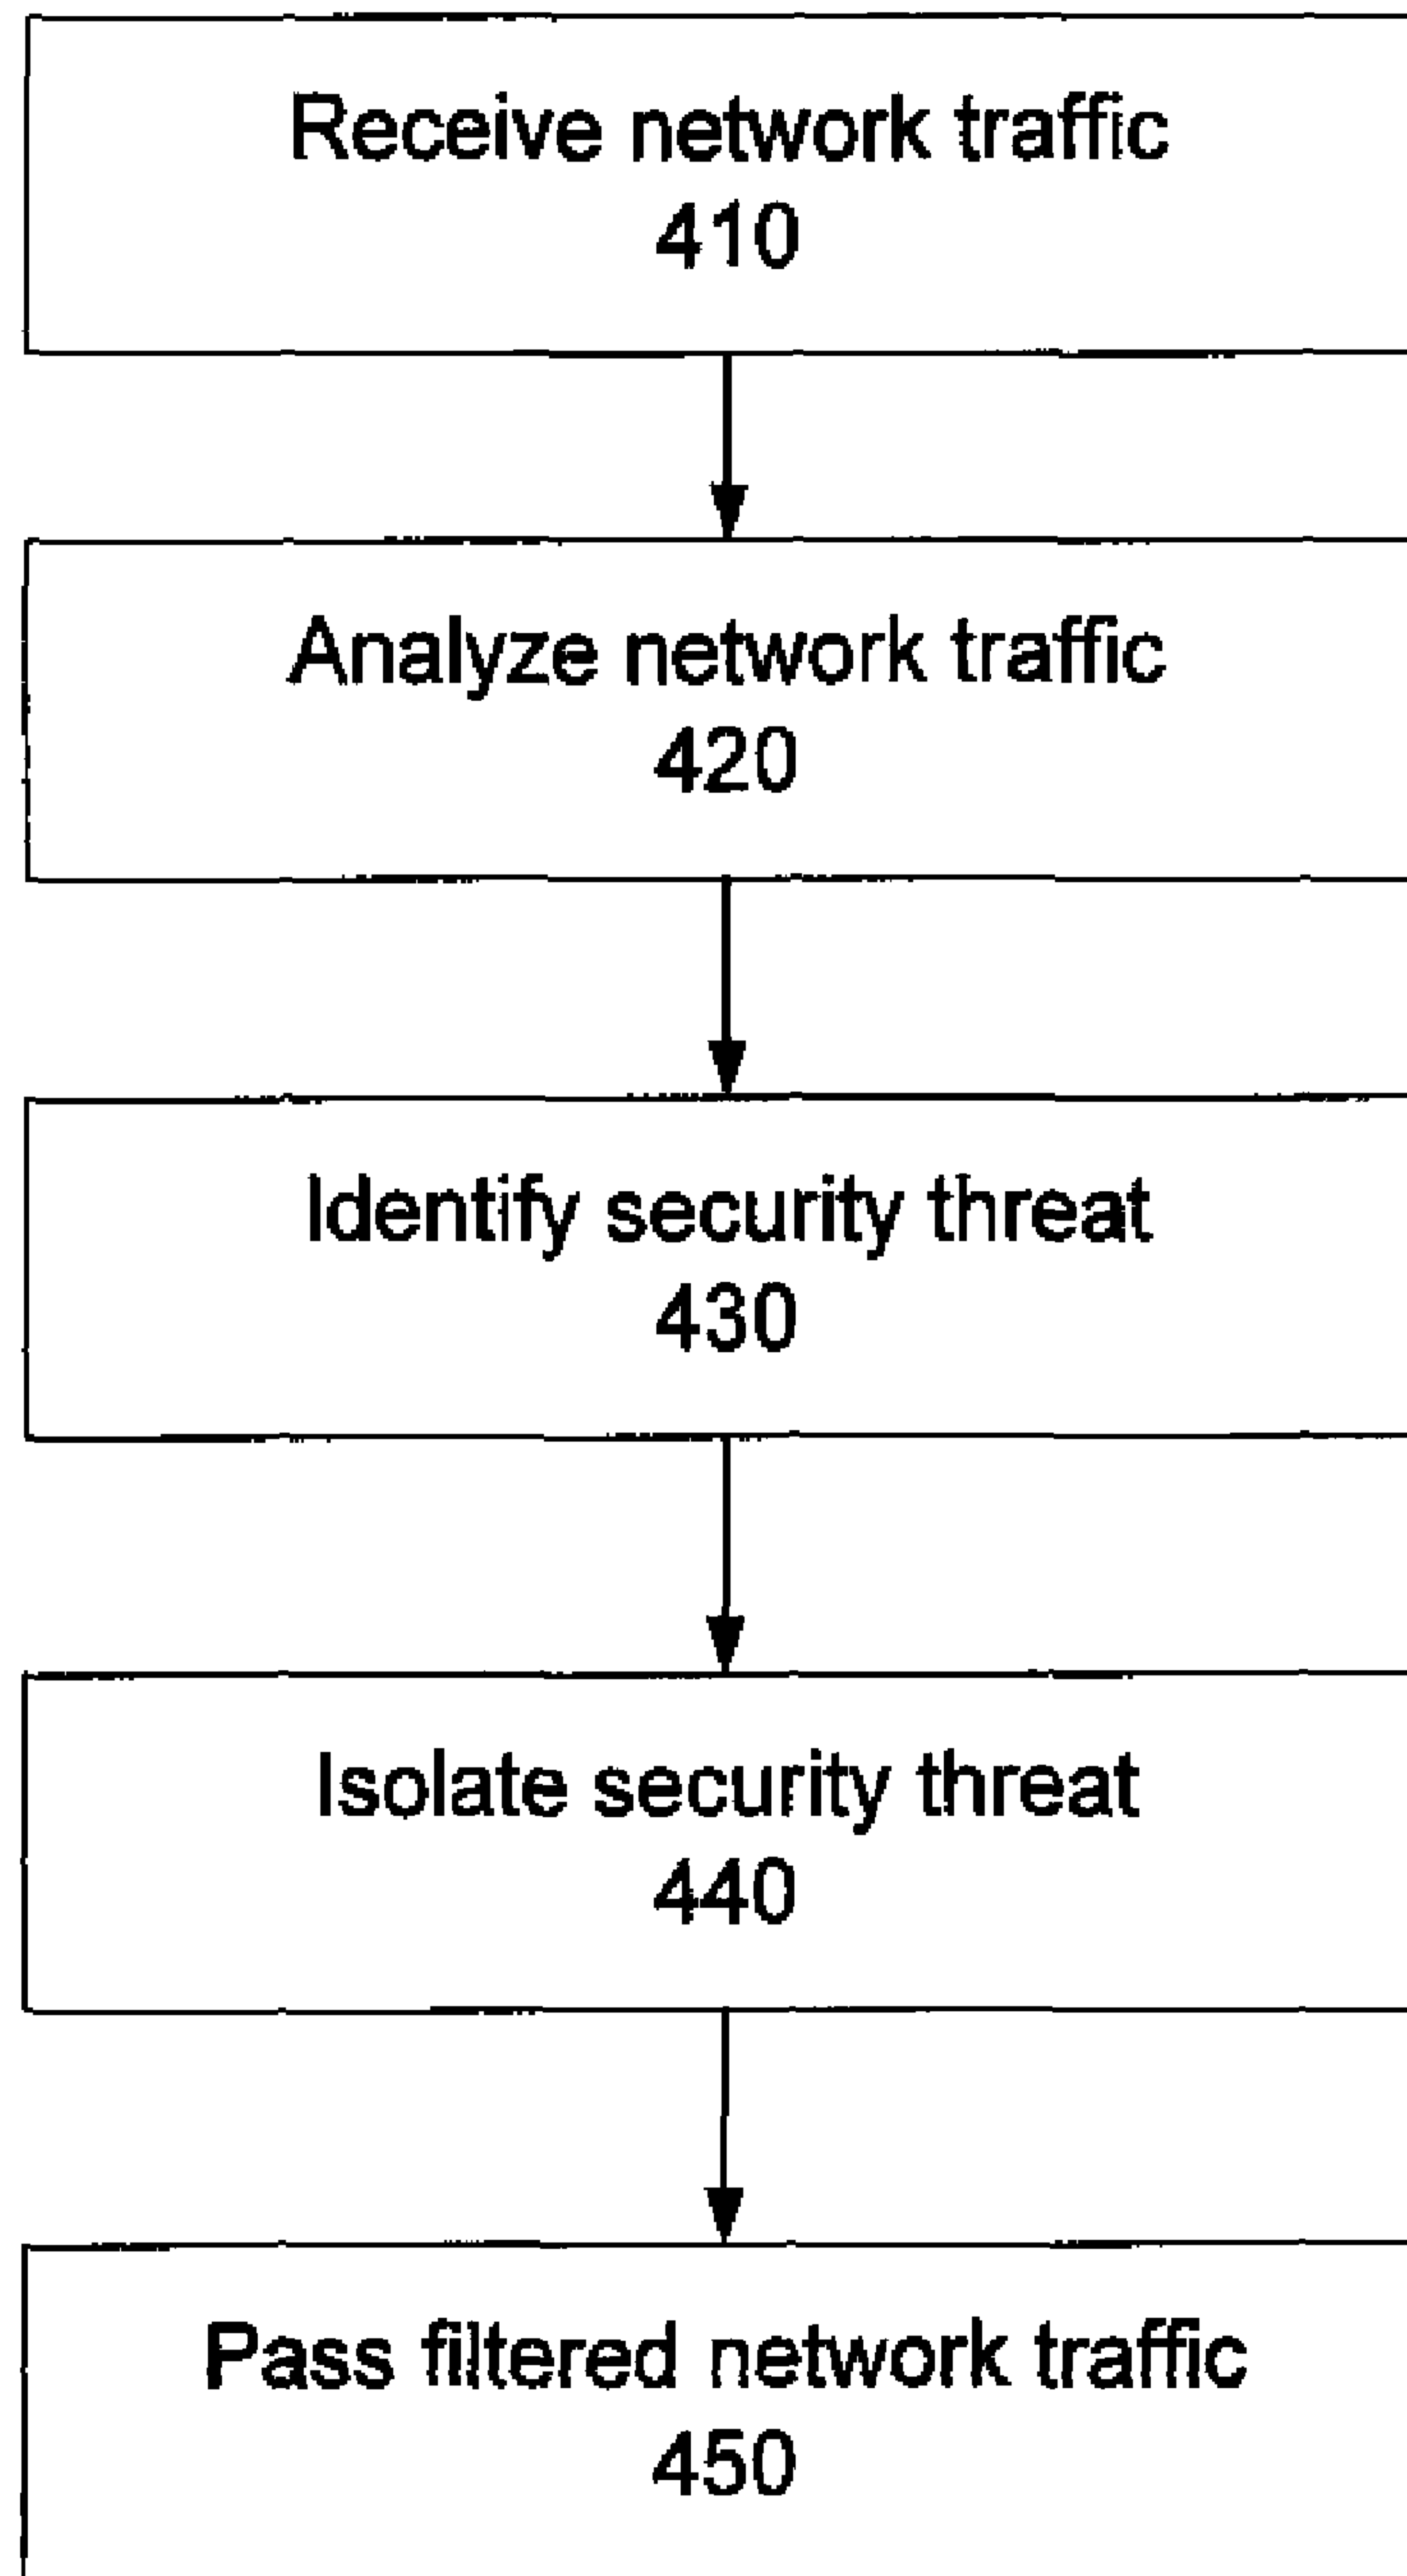 Receive network traffic
410
Analyze network traffic
420
Identify security threat
430
Isolate security threat
440
Pass filtered network traffic
450